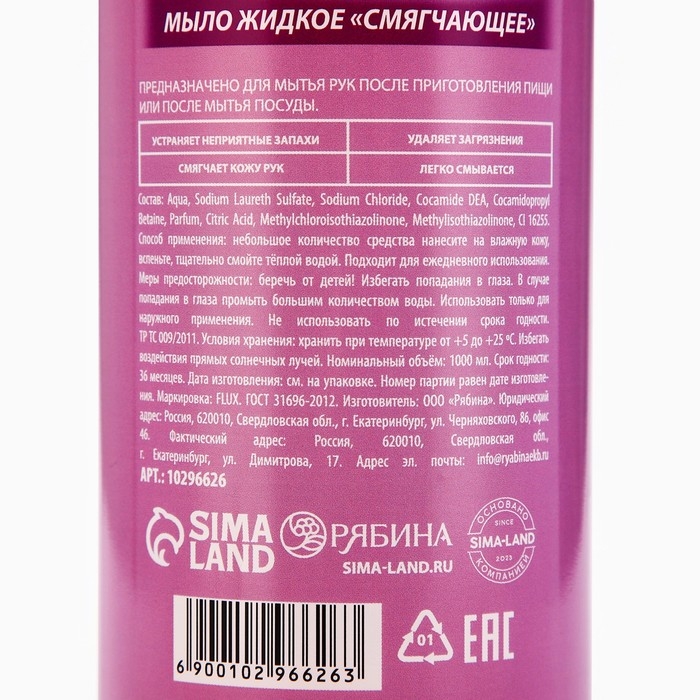 МЫЛО ЖИДКОЕ «СМЯГЧАЮЩЕЕ»
ПРЕДНАЗНАЧЕНО ДЛЯ МЫТЬЯ РУК ПОСЛЕ ПРИГОТОВЛЕНИЯ ПИЩИ
ИЛИ ПОСЛЕ МЫТЬЯ ПОСУДЫ.
УСТРАНЯЕТ НЕПРИЯТНЫЕ ЗАПАХИ УДАЛЯЕТ ЗАГРЯЗНЕНИЯ
СМЯГЧАЕТ КОЖУ РУК ЛЕГКО СМЫВАЕТСЯ
Состав: Aqua, Sodium Laureth Sulfate, Sodium Chloride, Cocamide DEA, Cocamidopropyl
Betaine, Parfum, Citric Acid, Methylchloroisothiazolinone, Methylisothiazolinone, CI 16255.
Способ применения: небольшое количество средства нанесите на влажную кожу,
вспеньте, тщательно смойте тёплой водой. Подходит для ежедневного использования.
Меры предосторожности: беречь от детей! Избегать попадания в глаза. В случае
попадания в глаза промыть большим количеством воды. Использовать только для
наружного применения. Не использовать по истечении срока годности.
ТР ТС 009/2011. Условия хранения: хранить при температуре от +5 до +25 ºС. Избегать
воздействия прямых солнечных лучей. Номинальный объём: 1000 мл. Срок годности:
36 месяцев. Дата изготовления: см. на упаковке. Номер партии равен дате изготовле-
ния. Маркировка: FLUX. ГОСТ 31696-2012. Изготовитель: ООО «Рябина». Юридический
адрес: Россия, 620010, Свердловская обл., г. Екатеринбург, ул. Черняховского, 86, офис
46. Фактический адрес: Россия, 620010, Свердловская обл.,
г. Екатеринбург, ул. Димитрова, 17. Адрес эл. почты: info@ryabinaekb.ru
АРТ.: 10296626
SIMA
LAND
РЯБИНА
SIMA-LAND.RU
ОСНОВАНО
SINCE
SIMA-LAND
2023
КОМПАНИЕЙ
6 900102 966263
01
EAC